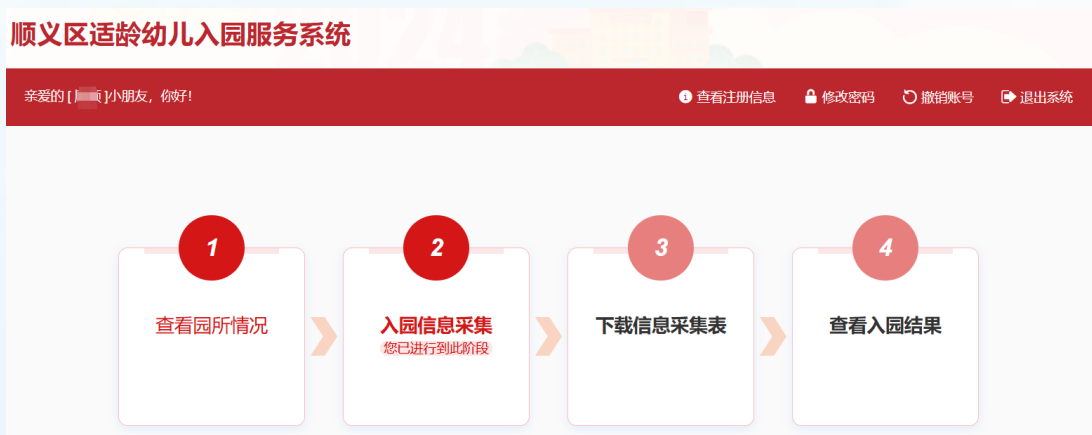 顺义区适龄幼儿入园服务系统
亲爱的 [ ]小朋友，你好！
查看注册信息 修改密码 撤销账号 退出系统
1 2 3 4
查看园所情况 入园信息采集 下载信息采集表 查看入园结果
您已进行到此阶段